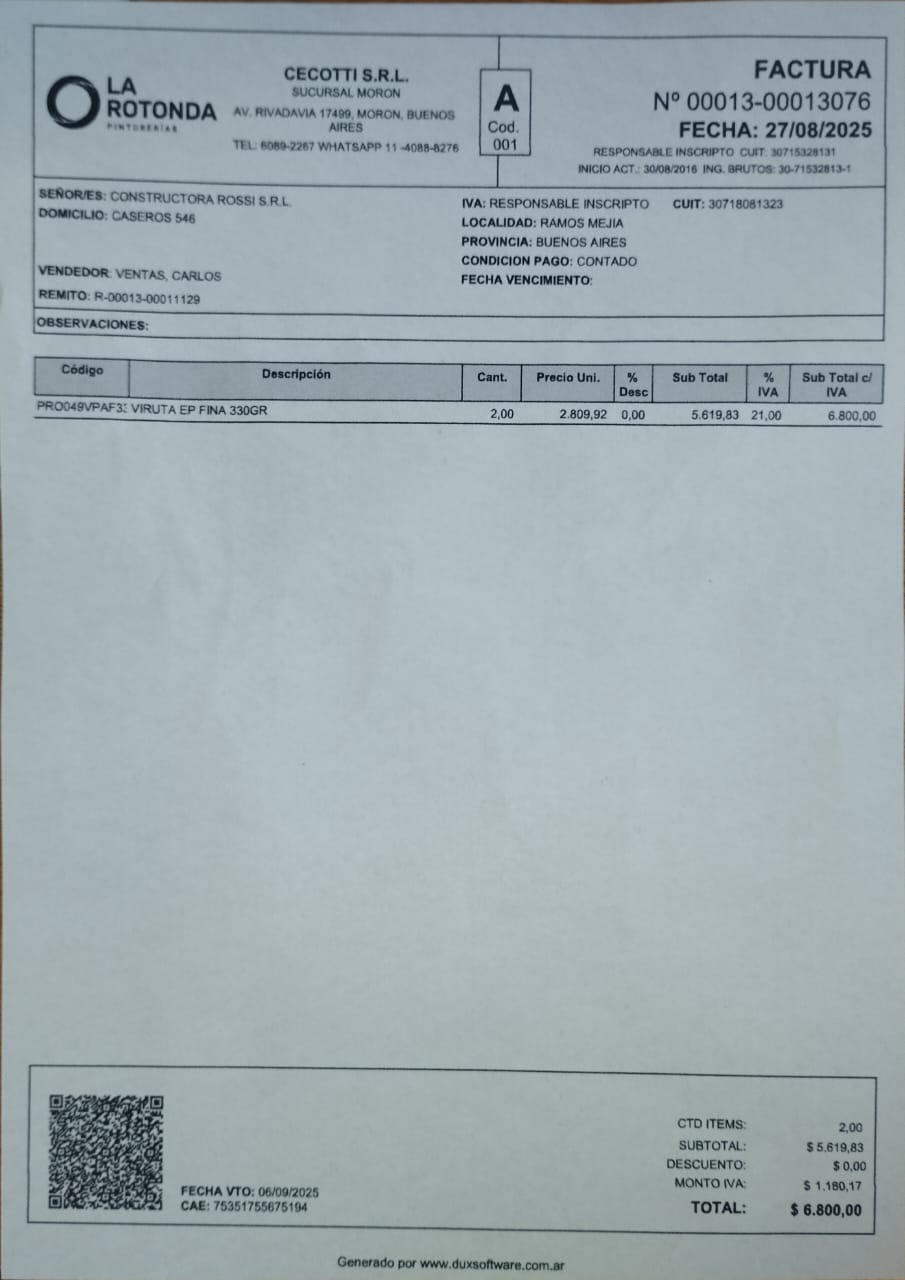 LA
ROTONDA
PINTURERÍAS
CECOTTI S.R.L.
SUCURSAL MORON
AV. RIVADAVIA 17499, MORON, BUENOS
AIRES
TEL: 6089-2267 WHATSAPP 11 -4088-8276
A
Cod.
001
FACTURA
Nº 00013-00013076
FECHA: 27/08/2025
RESPONSABLE INSCRIPTO CUIT: 30715328131
INICIO ACT.: 30/08/2016 ING. BRUTOS: 30-71532813-1
SEÑOR/ES: CONSTRUCTORA ROSSI S.R.L.
DOMICILIO: CASEROS 546
VENDEDOR: VENTAS, CARLOS
REMITO: R-00013-00011129
IVA: RESPONSABLE INSCRIPTO CUIT: 30718081323
LOCALIDAD: RAMOS MEJIA
PROVINCIA: BUENOS AIRES
CONDICION PAGO: CONTADO
FECHA VENCIMIENTO:
OBSERVACIONES:
Código Descripción Cant. Precio Uni. % Desc Sub Total % IVA Sub Total c/ IVA
PRO049VPAF3: VIRUTA EP FINA 330GR 2,00 2.809,92 0,00 5.619,83 21,00 6.800,00
FECHA VTO: 06/09/2025
CAE: 75351755675194
CTD ITEMS: 2,00
SUBTOTAL: $ 5.619,83
DESCUENTO: $ 0,00
MONTO IVA: $ 1.180,17
TOTAL: $ 6.800,00
Generado por www.duxsoftware.com.ar